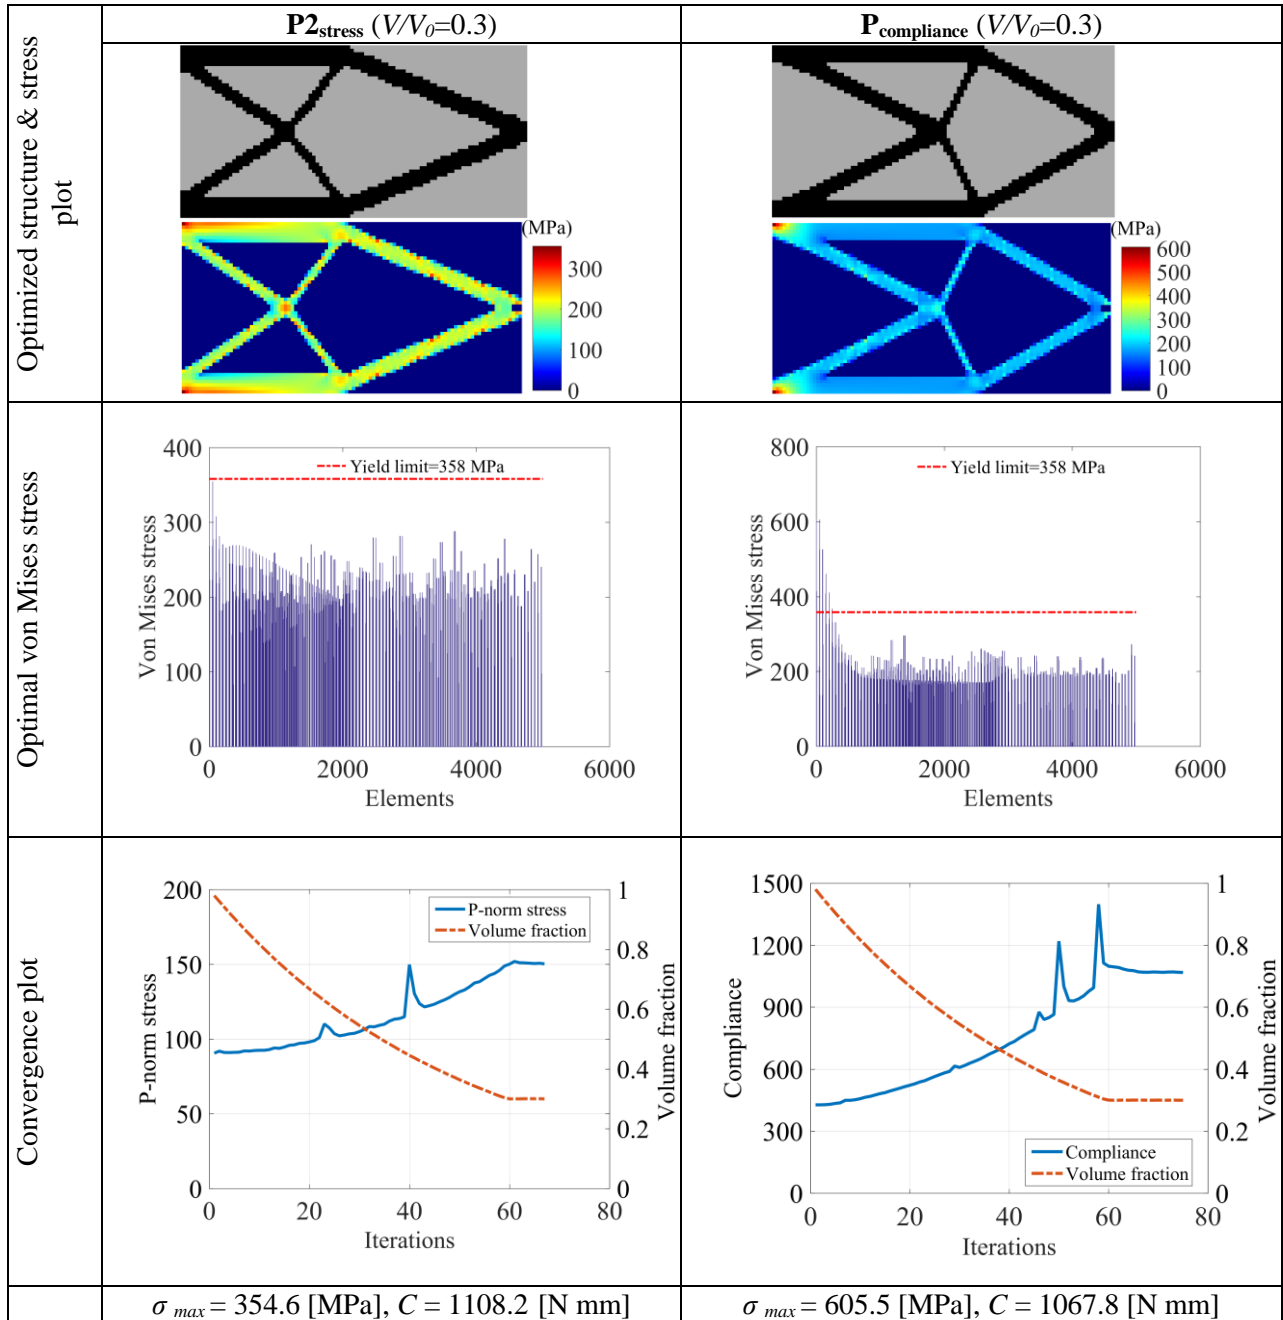 P2stress (V/V0=0.3)
Pcompliance (V/V0=0.3)
Optimized structure & stress
plot
(MPa)
300
200
100
0
(MPa)
600
500
400
300
200
100
0
Optimal von Mises stress
400
300
200
100
0
Von Mises stress
Yield limit=358 MPa
0 2000 4000 6000
Elements
800
600
400
200
0
Von Mises stress
Yield limit=358 MPa
0 2000 4000 6000
Elements
Convergence plot
200
150
100
50
0
P-norm stress
P-norm stress
Volume fraction
1
0.8
0.6
0.4
0.2
0
Volume fraction
0 20 40 60 80
Iterations
1500
1200
900
600
300
0
Compliance
Compliance
Volume fraction
1
0.8
0.6
0.4
0.2
0
Volume fraction
0 20 40 60 80
Iterations
σ max = 354.6 [MPa], C = 1108.2 [N mm]
σ max = 605.5 [MPa], C = 1067.8 [N mm]